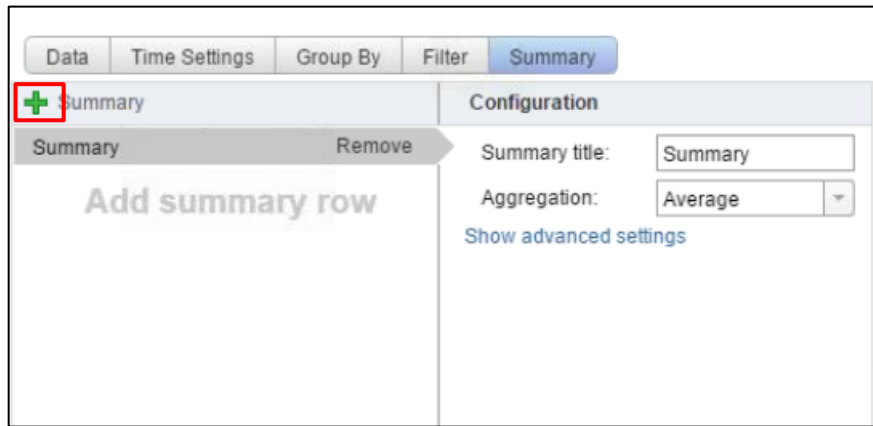 Data Time Settings Group By Filter Summary
Summary
Configuration
Summary Remove
Summary title: Summary
Add summary row
Aggregation: Average
Show advanced settings